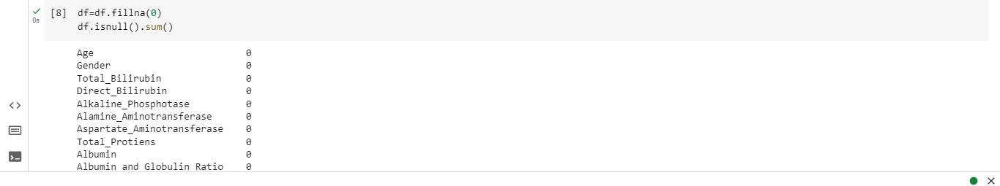 [8] df=df.fillna(0)
0s
df.isnull().sum()
Age 0
Gender 0
Total_Bilirubin 0
Direct_Bilirubin 0
Alkaline_Phosphotase 0
Alamine_Aminotransferase 0
Aspartate_Aminotransferase 0
Total_Protiens 0
Albumin 0
Albumin and Globulin Ratio 0